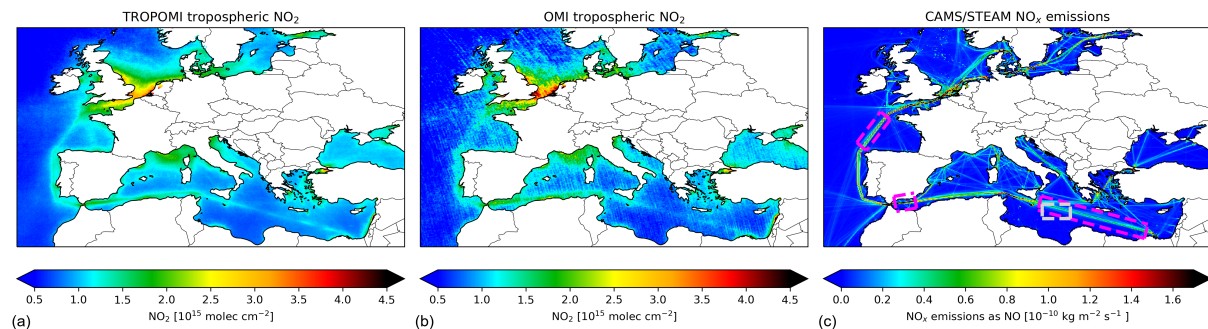 TROPOMI tropospheric NO₂
OMI tropospheric NO₂
CAMS/STEAM NOₓ emissions
0.5 1.0 1.5 2.0 2.5 3.0 3.5 4.0 4.5
0.5 1.0 1.5 2.0 2.5 3.0 3.5 4.0 4.5
0.0 0.2 0.4 0.6 0.8 1.0 1.2 1.4 1.6
(a) NO₂ [10¹⁵ molec cm⁻²]
(b) NO₂ [10¹⁵ molec cm⁻²]
(c) NOₓ emissions as NO [10⁻¹⁰ kg m⁻² s⁻¹ ]